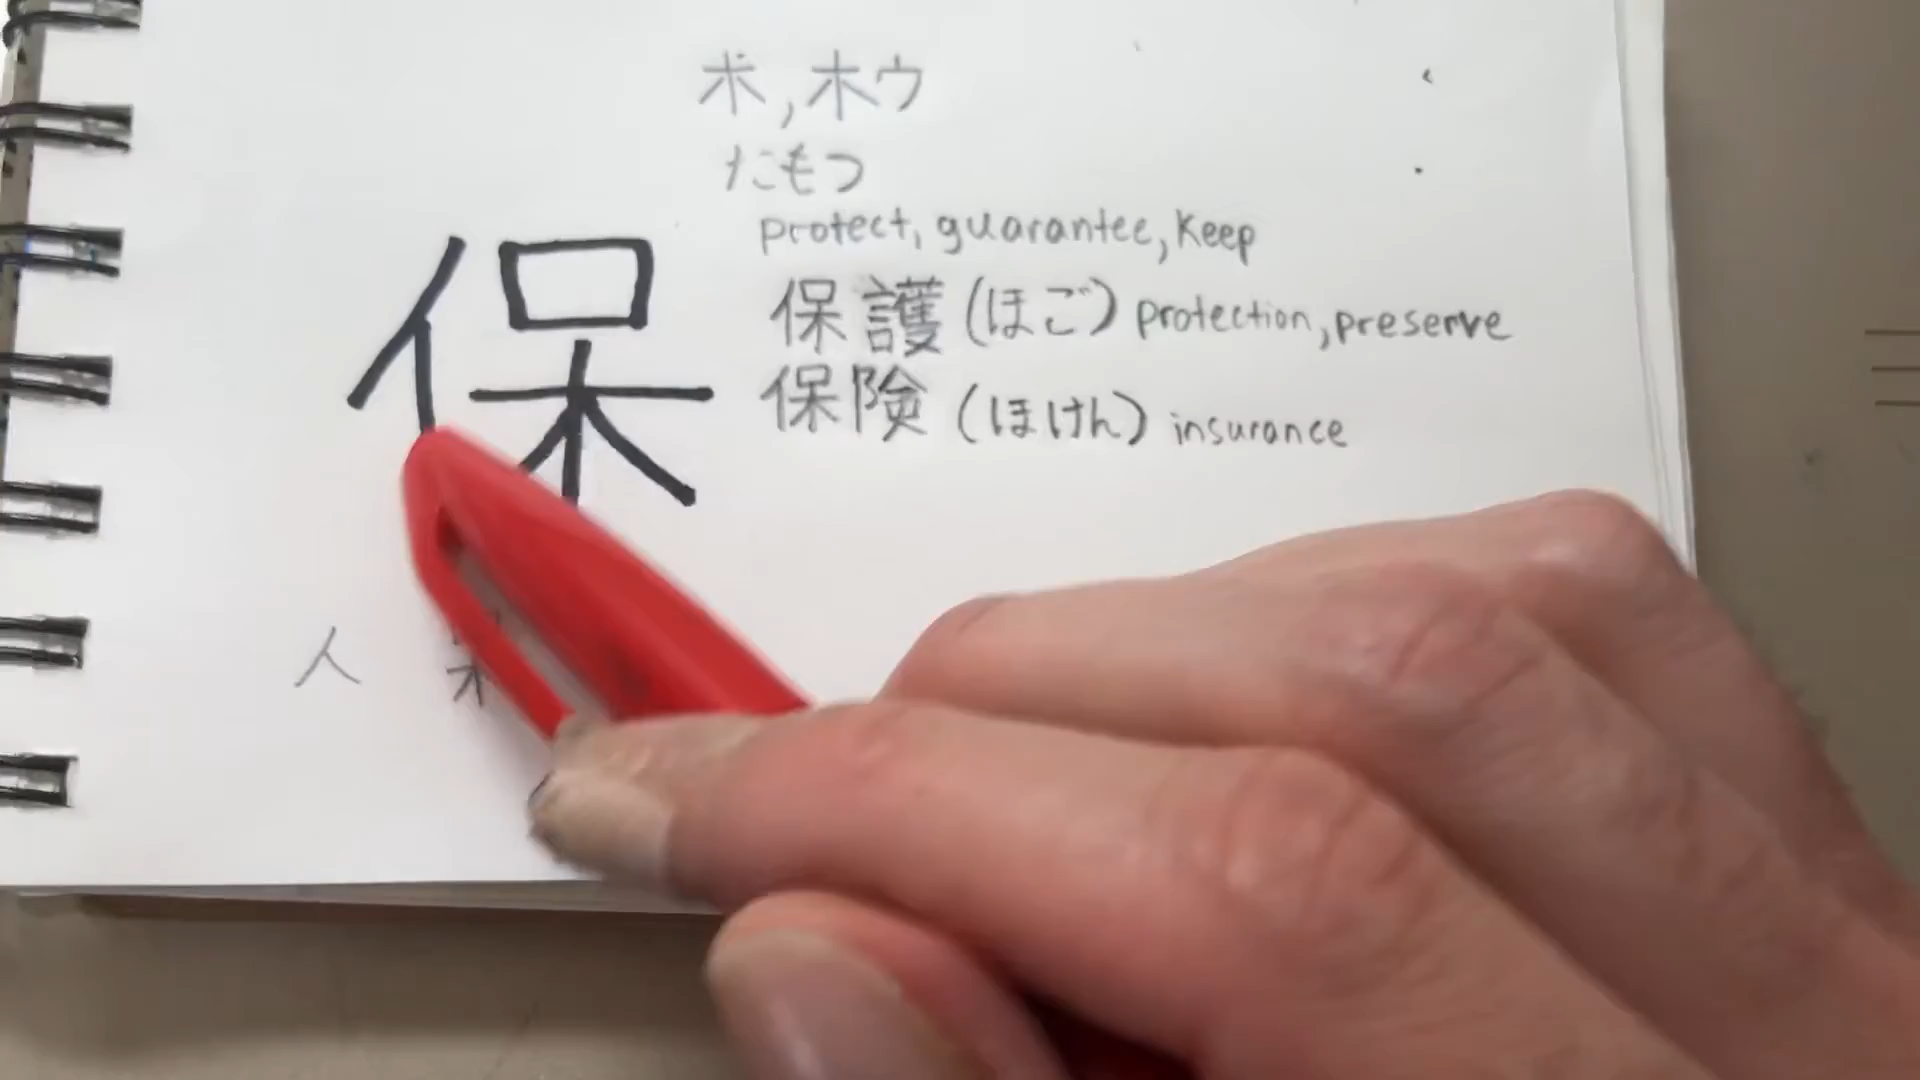 ホ, ホウ
たもつ
protect, guarantee, keep
保
保護 (ほご) protection, preserve
保険 (ほけん) insurance
人